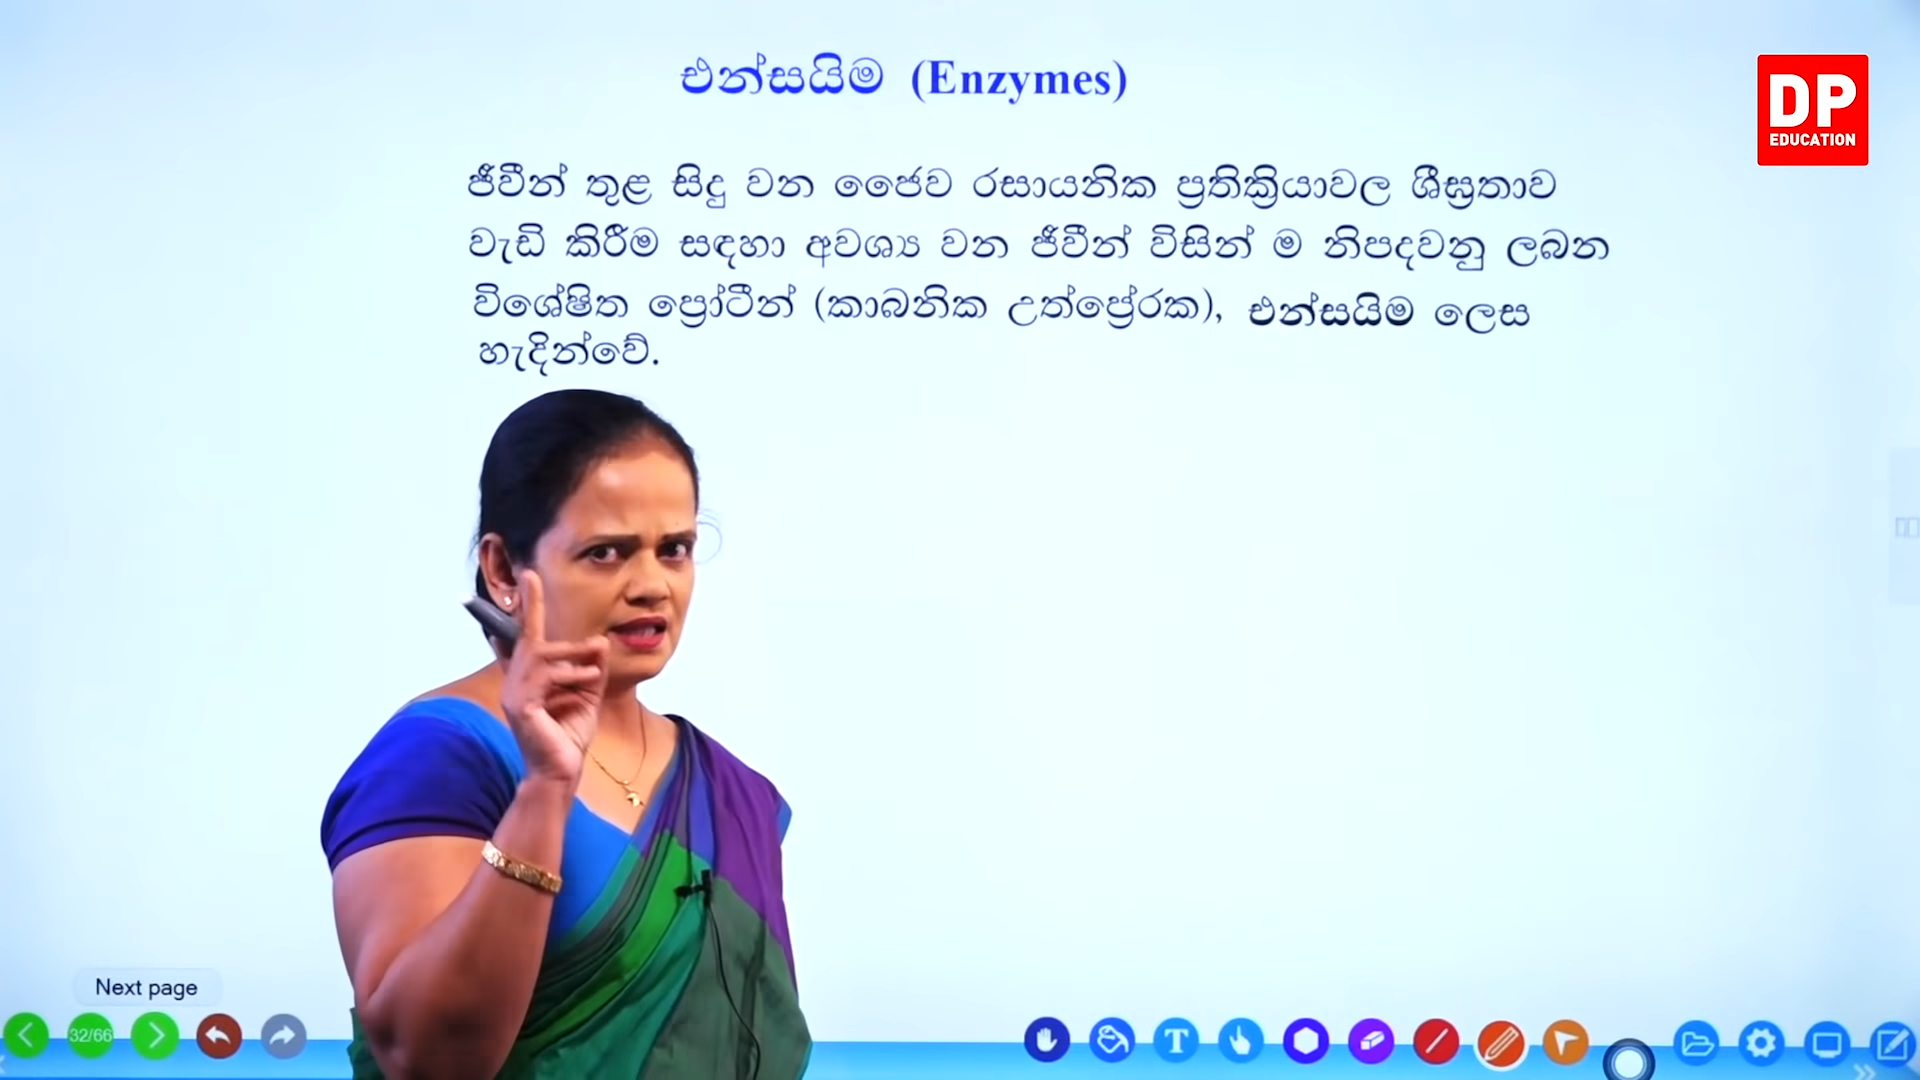 එන්සයිම (Enzymes)
DP
EDUCATION
ජීවීන් තුළ සිදු වන ජෛව රසායනික ප්‍රතික්‍රියාවල ශීඝ්‍රතාව
වැඩි කිරීම සඳහා අවශ්‍ය වන ජීවීන් විසින් ම නිපදවනු ලබන
විශේෂිත ප්‍රෝටීන් (කාබනික උත්ප්‍රේරක), එන්සයිම ලෙස
හැදින්වේ.
Next page
32/66